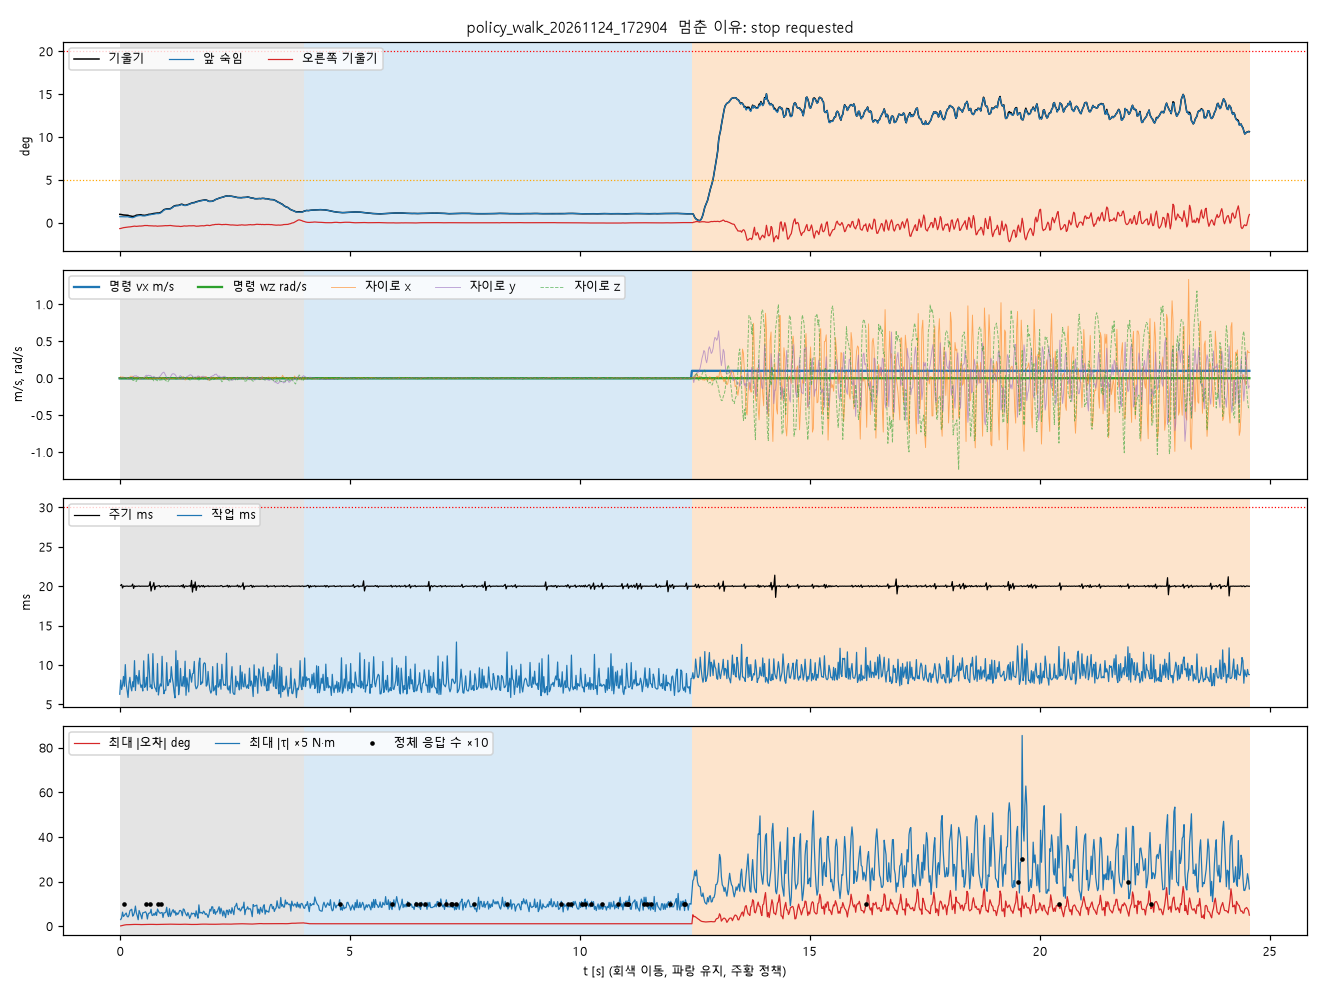 policy_walk_20261124_172904 멈춘 이유: stop requested
기울기 앞 숙임 오른쪽 기울기
20
15
10
5
0
deg
명령 vx m/s 명령 wz rad/s 자이로 x 자이로 y 자이로 z
1.0
0.5
0.0
-0.5
-1.0
m/s, rad/s
주기 ms 작업 ms
30
25
20
15
10
5
ms
최대 |오차| deg 최대 |τ| ×5 N·m 정체 응답 수 ×10
80
60
40
20
0
0 5 10 15 20 25
t [s] (회색 이동, 파랑 유지, 주황 정책)